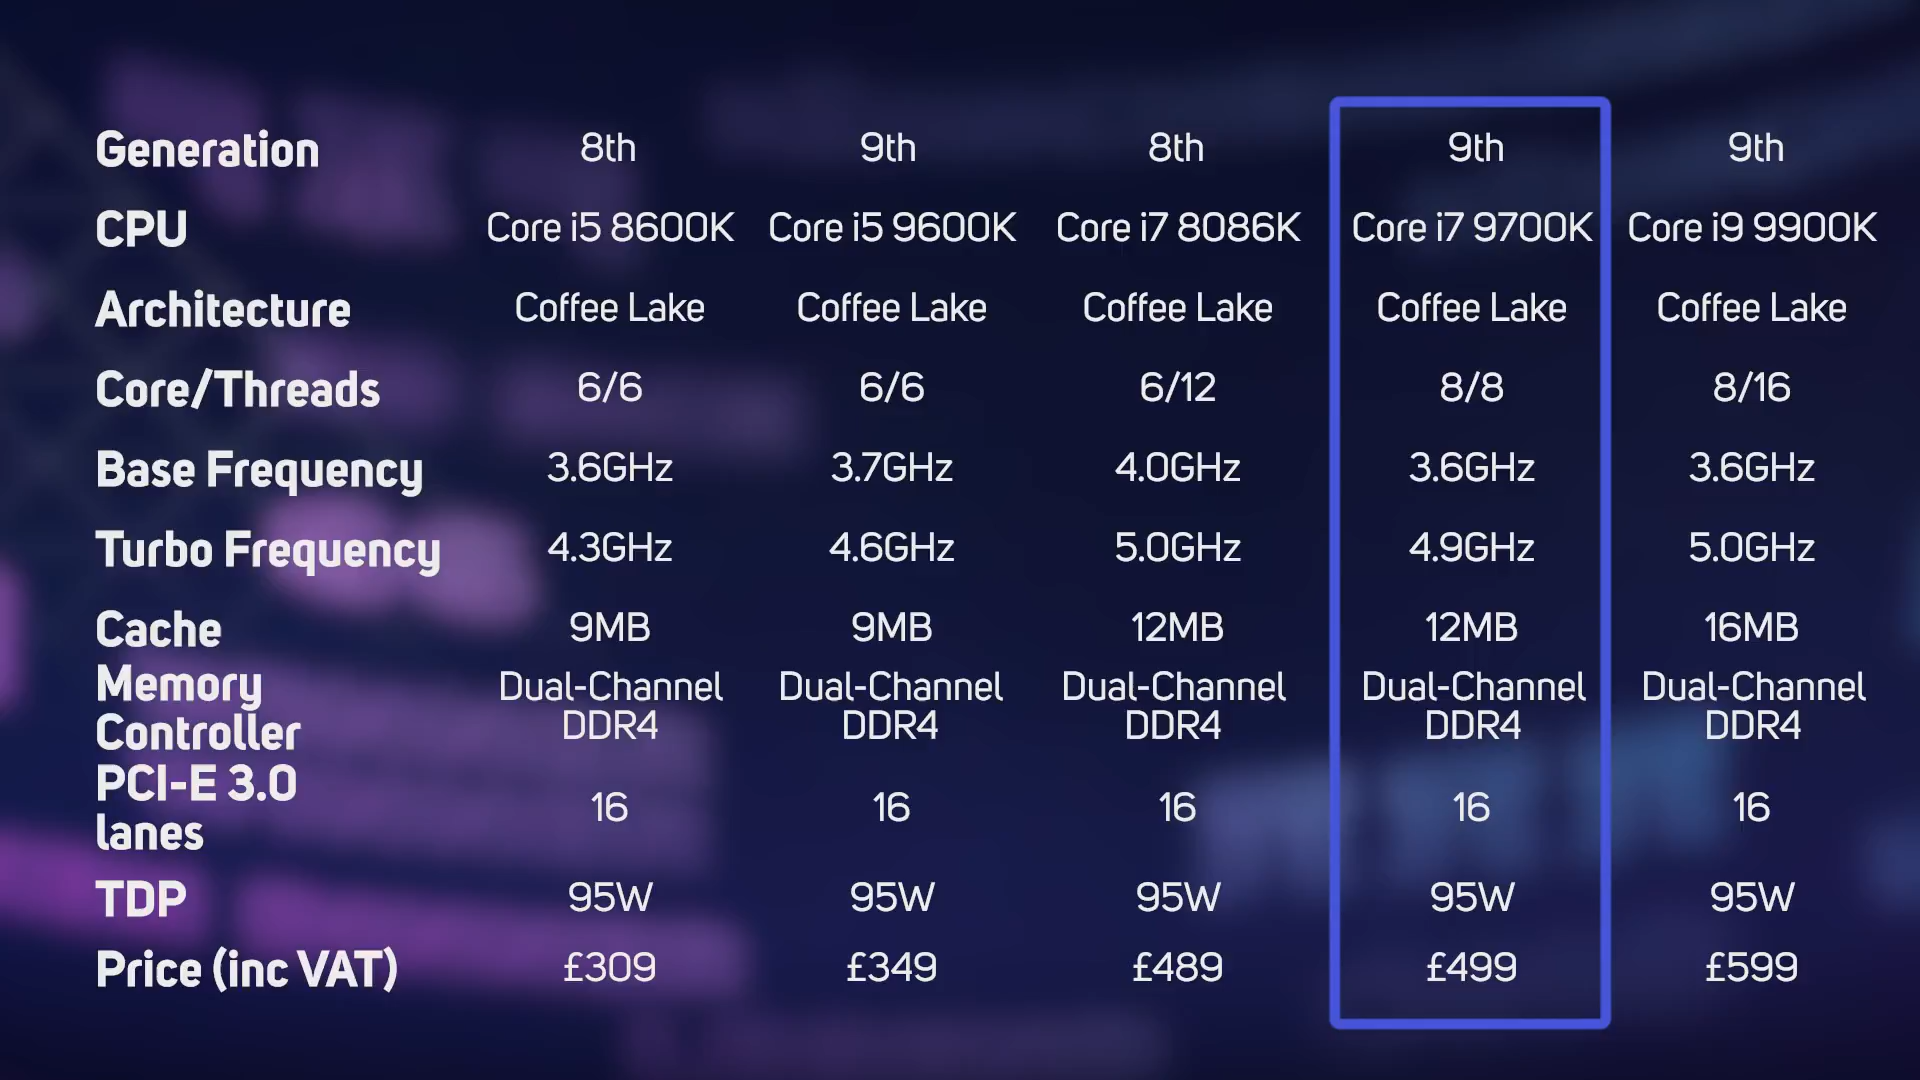 Generation 8th 9th 8th 9th 9th
CPU Core i5 8600K Core i5 9600K Core i7 8086K Core i7 9700K Core i9 9900K
Architecture Coffee Lake Coffee Lake Coffee Lake Coffee Lake Coffee Lake
Core/Threads 6/6 6/6 6/12 8/8 8/16
Base Frequency 3.6GHz 3.7GHz 4.0GHz 3.6GHz 3.6GHz
Turbo Frequency 4.3GHz 4.6GHz 5.0GHz 4.9GHz 5.0GHz
Cache 9MB 9MB 12MB 12MB 16MB
Memory Dual-Channel Dual-Channel Dual-Channel Dual-Channel Dual-Channel
Controller DDR4 DDR4 DDR4 DDR4 DDR4
PCI-E 3.0
lanes 16 16 16 16 16
TDP 95W 95W 95W 95W 95W
Price (inc VAT) £309 £349 £489 £499 £599